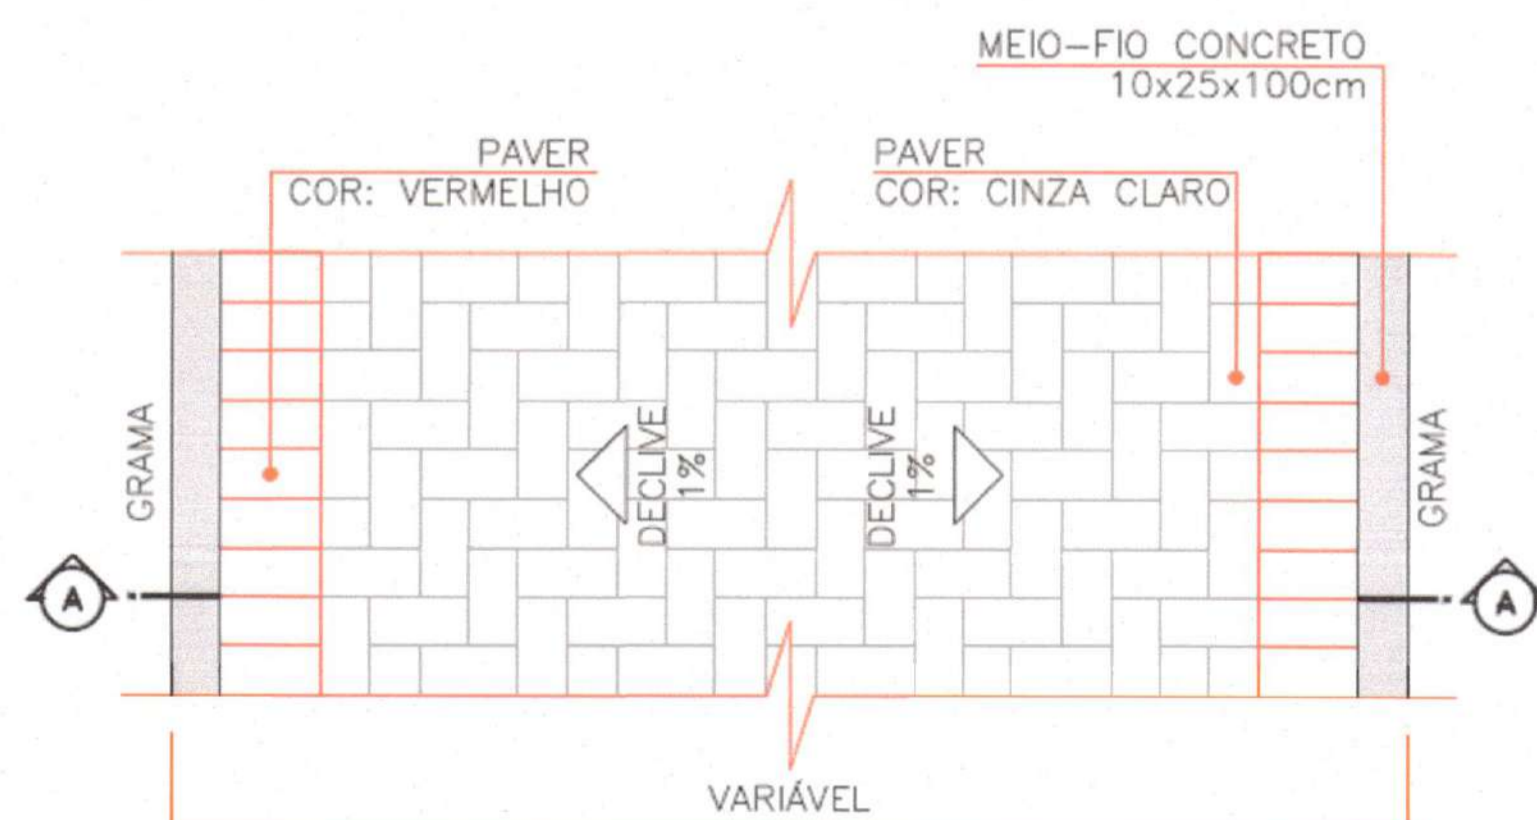 MEIO-FIO CONCRETO
10x25x100cm
PAVER
COR: VERMELHO
PAVER
COR: CINZA CLARO
GRAMA
DECLIVE
1%
DECLIVE
1%
GRAMA
A
A
VARIÁVEL